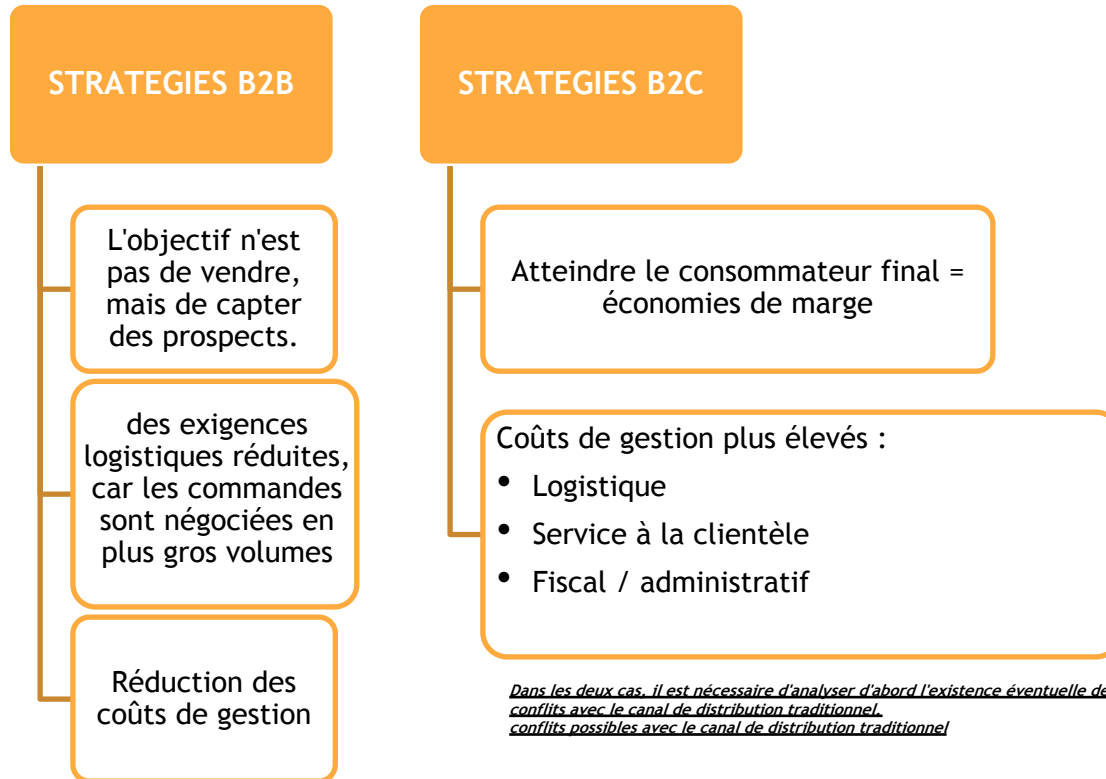 STRATEGIES B2B
L'objectif n'est
pas de vendre,
mais de capter
des prospects.
des exigences
logistiques réduites,
car les commandes
sont négociées en
plus gros volumes
Réduction des
coûts de gestion
STRATEGIES B2C
Atteindre le consommateur final =
économies de marge
Coûts de gestion plus élevés :
• Logistique
• Service à la clientèle
• Fiscal / administratif
Dans les deux cas, il est nécessaire d'analyser d'abord l'existence éventuelle de
conflits avec le canal de distribution traditionnel.
conflits possibles avec le canal de distribution traditionnel